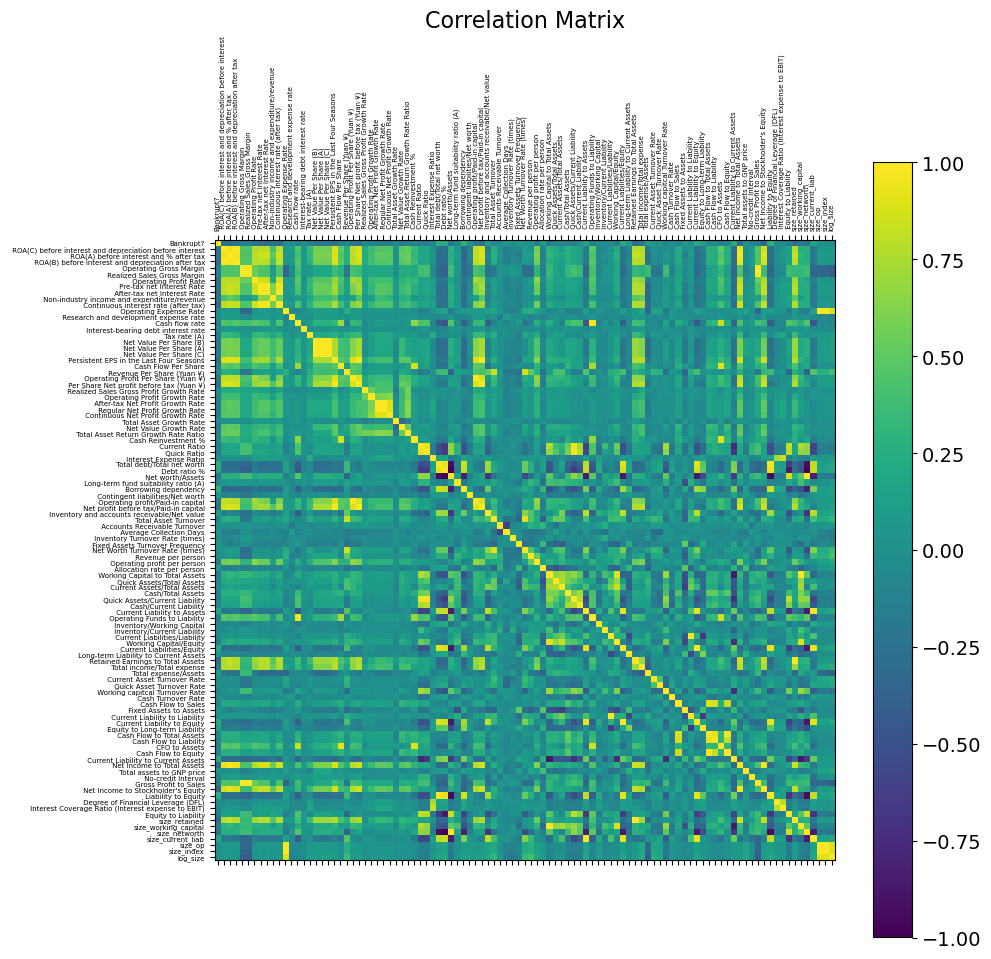 Correlation Matrix
Bankrupt?
ROA(C) before interest and depreciation before interest
ROA(A) before interest and % after tax
ROA(B) before interest and depreciation after tax
Operating Gross Margin
Realized Sales Gross Margin
Operating Profit Rate
Pre-tax net Interest Rate
After-tax net Interest Rate
Non-industry income and expenditure/revenue
Continuous interest rate (after tax)
Operating Expense Rate
Research and development expense rate
Cash flow rate
Interest-bearing debt interest rate
Tax rate (A)
Net Value Per Share (B)
Net Value Per Share (A)
Net Value Per Share (C)
Persistent EPS in the Last Four Seasons
Cash Flow Per Share
Revenue Per Share (Yuan ¥)
Operating Profit Per Share (Yuan ¥)
Per Share Net profit before tax (Yuan ¥)
Realized Sales Gross Profit Growth Rate
Operating Profit Growth Rate
After-tax Net Profit Growth Rate
Regular Net Profit Growth Rate
Continuous Net Profit Growth Rate
Total Asset Growth Rate
Net Value Growth Rate
Total Asset Return Growth Rate Ratio
Cash Reinvestment %
Current Ratio
Quick Ratio
Interest Expense Ratio
Total debt/Total net worth
Debt ratio %
Net worth/Assets
Long-term fund suitability ratio (A)
Borrowing dependency
Contingent liabilities/Net worth
Operating profit/Paid-in capital
Net profit before tax/Paid-in capital
Inventory and accounts receivable/Net value
Total Asset Turnover
Accounts Receivable Turnover
Average Collection Days
Inventory Turnover Rate (times)
Fixed Assets Turnover Frequency
Net Worth Turnover Rate (times)
Revenue per person
Operating profit per person
Allocation rate per person
Working Capital to Total Assets
Quick Assets/Total Assets
Current Assets/Total Assets
Cash/Total Assets
Quick Assets/Current Liability
Cash/Current Liability
Current Liability to Assets
Operating Funds to Liability
Inventory/Working Capital
Inventory/Current Liability
Current Liabilities/Liability
Working Capital/Equity
Current Liabilities/Equity
Long-term Liability to Current Assets
Retained Earnings to Total Assets
Total income/Total expense
Total expense/Assets
Current Asset Turnover Rate
Quick Asset Turnover Rate
Working capitcal Turnover Rate
Cash Turnover Rate
Cash Flow to Sales
Fixed Assets to Assets
Current Liability to Liability
Current Liability to Equity
Equity to Long-term Liability
Cash Flow to Total Assets
Cash Flow to Liability
CFO to Assets
Cash Flow to Equity
Current Liability to Current Assets
Net Income to Total Assets
Total assets to GNP price
No-credit Interval
Gross Profit to Sales
Net Income to Stockholder's Equity
Liability to Equity
Degree of Financial Leverage (DFL)
Interest Coverage Ratio (Interest expense to EBIT)
Equity to Liability
size_retained
size_working_capital
size_networth
size_current_liab
size_op
size_index
log_size
1.00
0.75
0.50
0.25
0.00
−0.25
−0.50
−0.75
−1.00